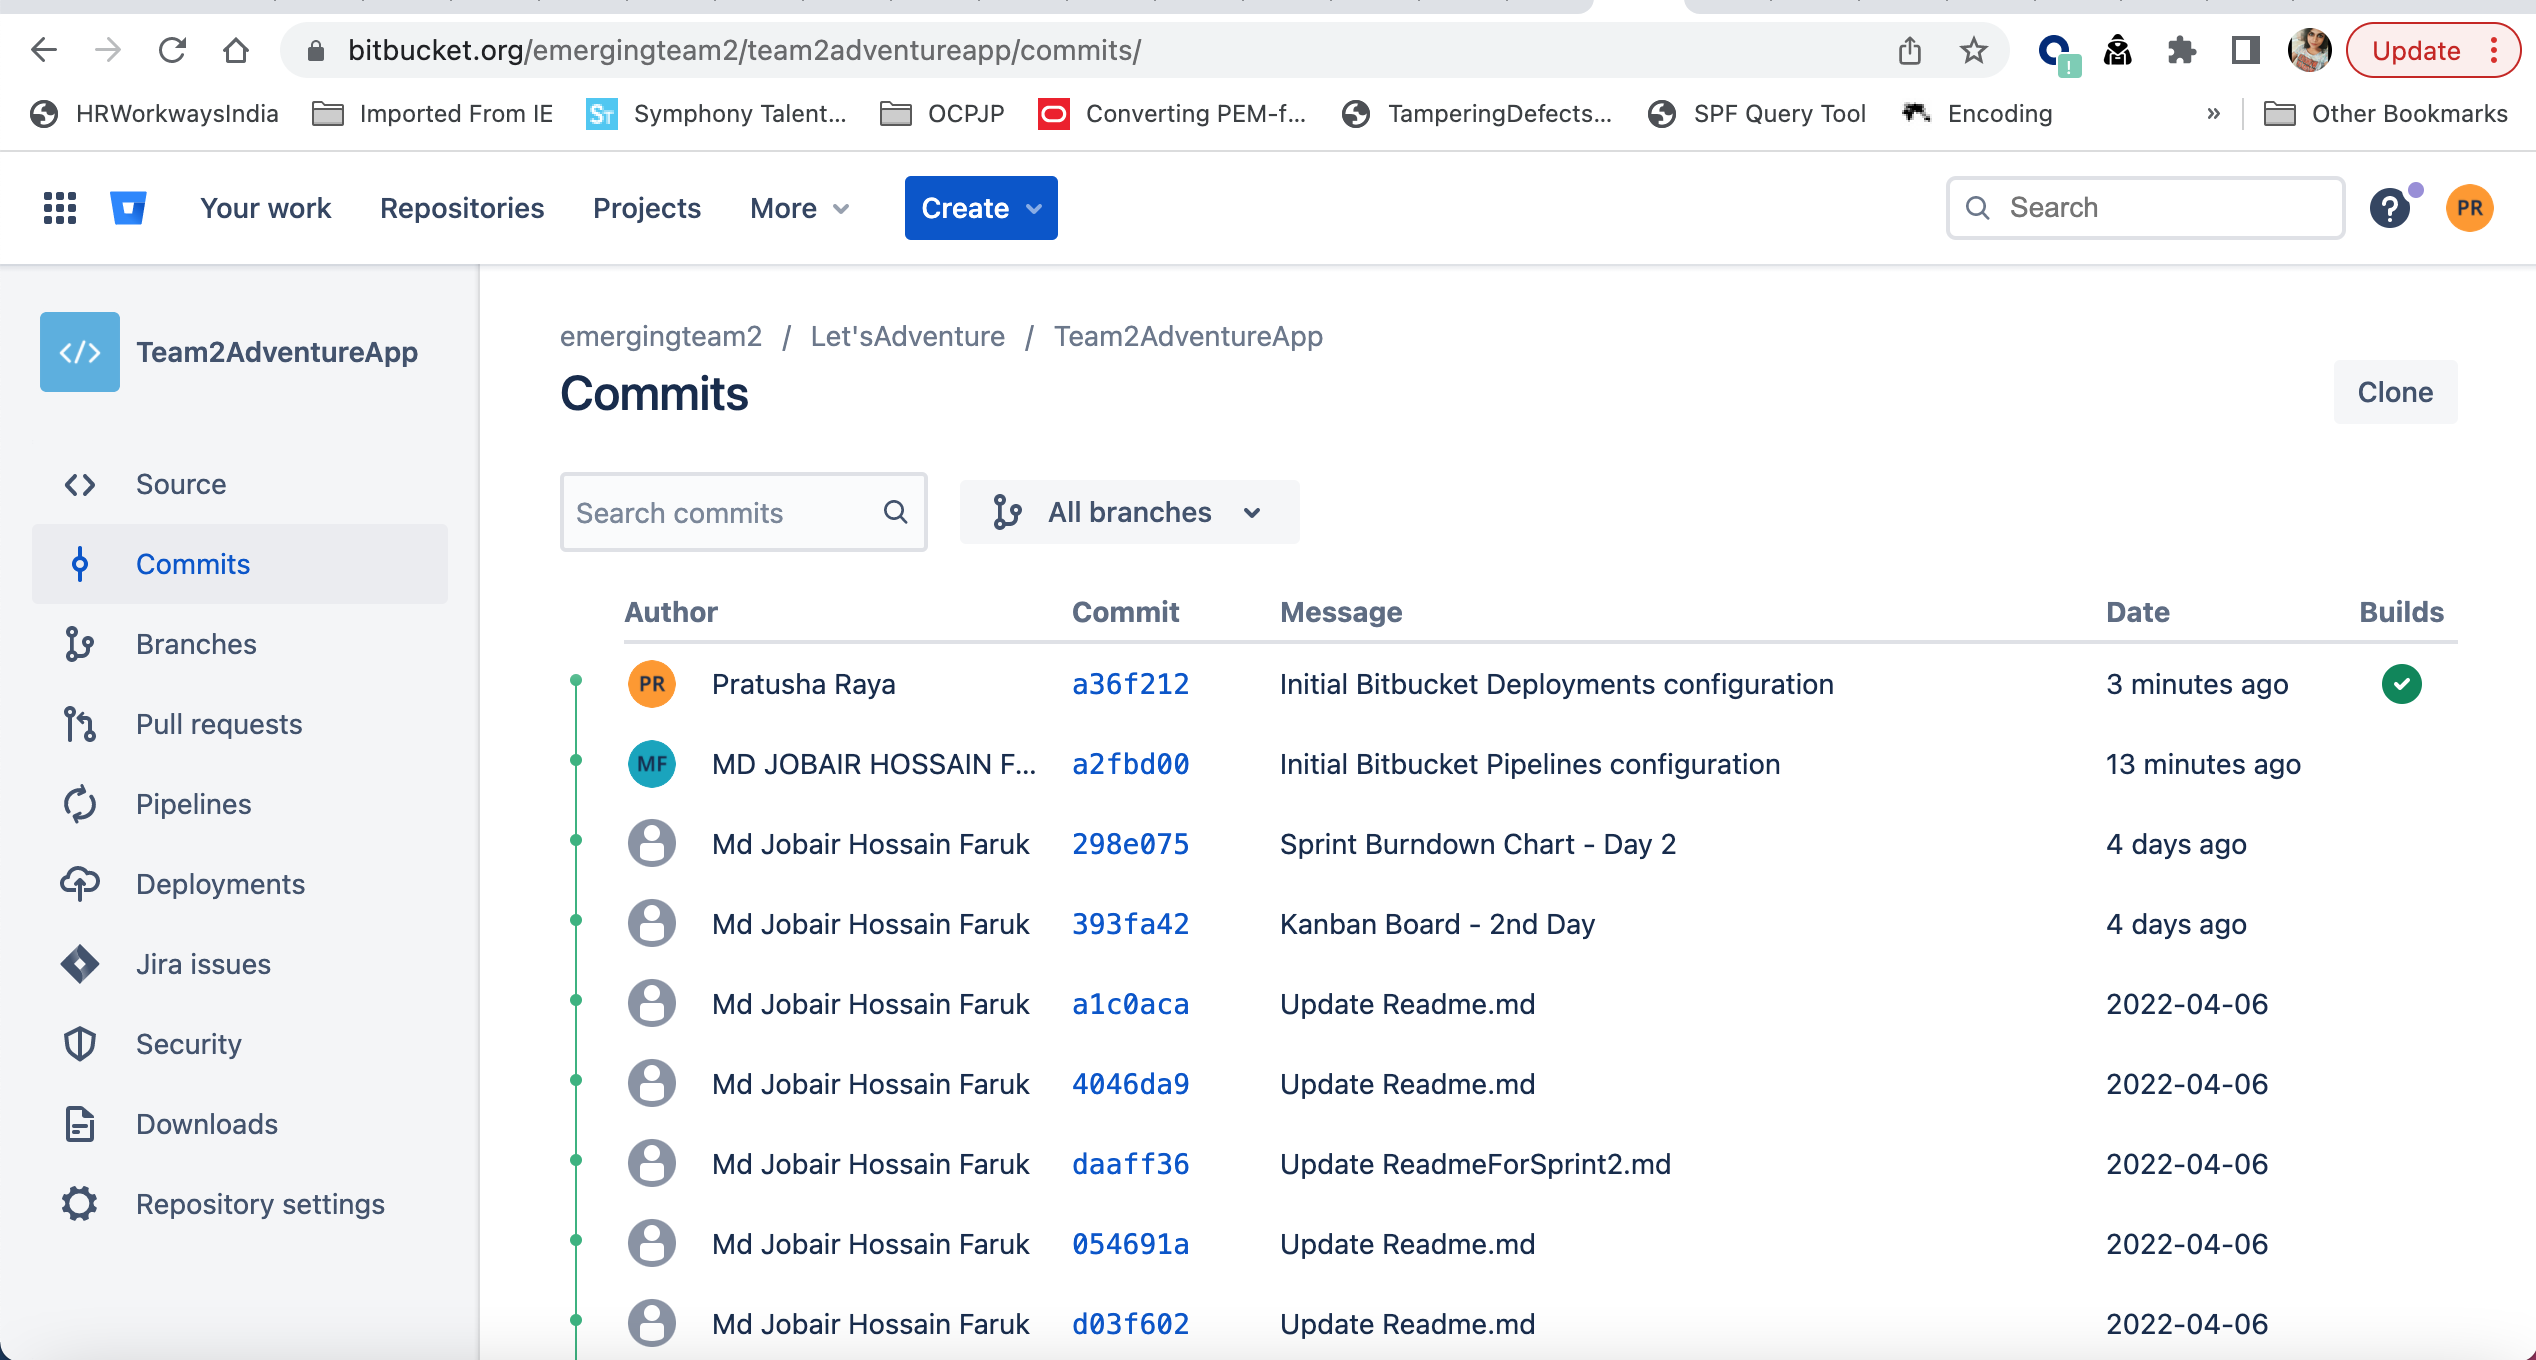 bitbucket.org/emergingteam2/team2adventureapp/commits/
Update
HRWorkwaysIndia
Imported From IE
ST
Symphony Talent...
OCPJP
Converting PEM-f...
TamperingDefects...
SPF Query Tool
Encoding
»
Other Bookmarks
Your work
Repositories
Projects
More
Create
Search
?
PR
</> Team2AdventureApp
Source
Commits
Branches
Pull requests
Pipelines
Deployments
Jira issues
Security
Downloads
Repository settings
emergingteam2 / Let'sAdventure / Team2AdventureApp
Commits
Clone
Search commits
All branches
Author Commit Message Date Builds
PR Pratusha Raya a36f212 Initial Bitbucket Deployments configuration 3 minutes ago
MF MD JOBAIR HOSSAIN F... a2fbd00 Initial Bitbucket Pipelines configuration 13 minutes ago
Md Jobair Hossain Faruk 298e075 Sprint Burndown Chart - Day 2 4 days ago
Md Jobair Hossain Faruk 393fa42 Kanban Board - 2nd Day 4 days ago
Md Jobair Hossain Faruk a1c0aca Update Readme.md 2022-04-06
Md Jobair Hossain Faruk 4046da9 Update Readme.md 2022-04-06
Md Jobair Hossain Faruk daaff36 Update ReadmeForSprint2.md 2022-04-06
Md Jobair Hossain Faruk 054691a Update Readme.md 2022-04-06
Md Jobair Hossain Faruk d03f602 Update Readme.md 2022-04-06